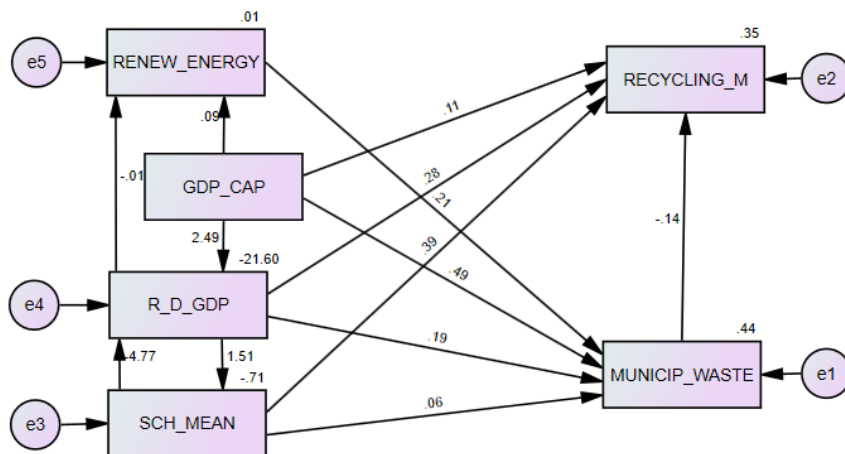 .01
e5
RENEW_ENERGY
.35
RECYCLING_M
e2
.09
.11
GDP_CAP
-.01
.28
.21
-.14
2.49
.39
.49
-21.60
e4
R_D_GDP
.19
.44
-4.77
1.51
-.71
MUNICIP_WASTE
e1
e3
SCH_MEAN
.06